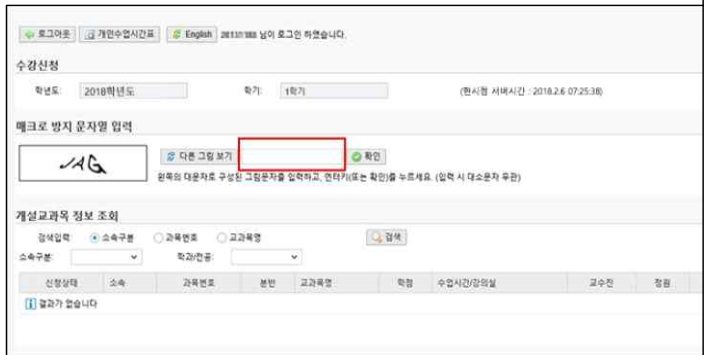 로그아웃 개인수업시간표 English 님이 로그인 하였습니다.
수강신청
학년도: 2018학년도 학기: 1학기 (현시점 서버시간 : 2018.2.6 07:25:38)
매크로 방지 문자열 입력
JAG 다른 그림 보기 확인
왼쪽의 대문자로 구성된 그림문자를 입력하고, 엔터키(또는 확인)를 누르세요. (입력 시 대소문자 무관)
개설교과목 정보 조회
검색입력: 소속구분 과목번호 교과목명 검색
소속구분: 학과/전공:
신청상태 소속 과목번호 분반 교과목명 학점 수업시간/강의실 교수진 정원
결과가 없습니다